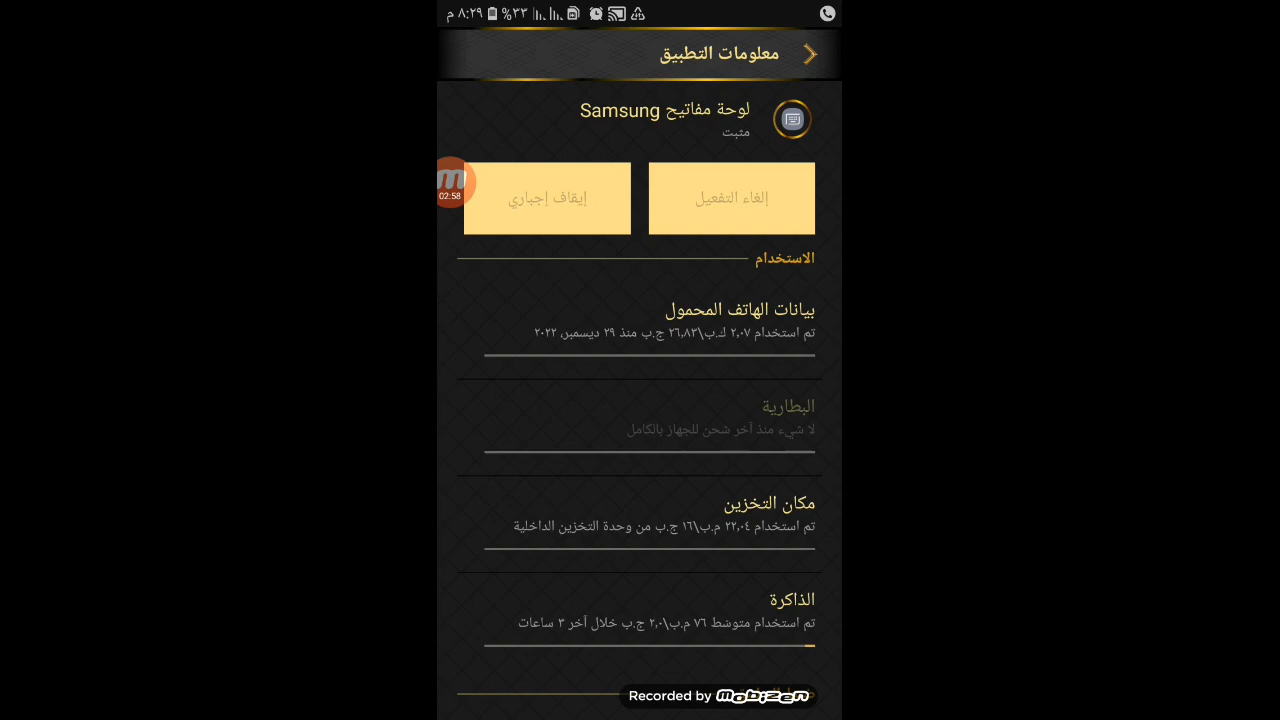 ٨:٢٩ م ٣٣%
معلومات التطبيق
لوحة مفاتيح Samsung
مثبت
إلغاء التفعيل
إيقاف إجباري
02:58
الاستخدام
بيانات الهاتف المحمول
تم استخدام ٢,٠٧ ك.ب\٢٦,٨٣ ج.ب منذ ٢٩ ديسمبر، ٢٠٢٢
البطارية
لا شيء منذ آخر شحن للجهاز بالكامل
مكان التخزين
تم استخدام ٢٢,٠٤ م.ب\١٦ ج.ب من وحدة التخزين الداخلية
الذاكرة
تم استخدام متوسط ٧٦ م.ب\٢,٠ ج.ب خلال آخر ٣ ساعات
Recorded by mobizen